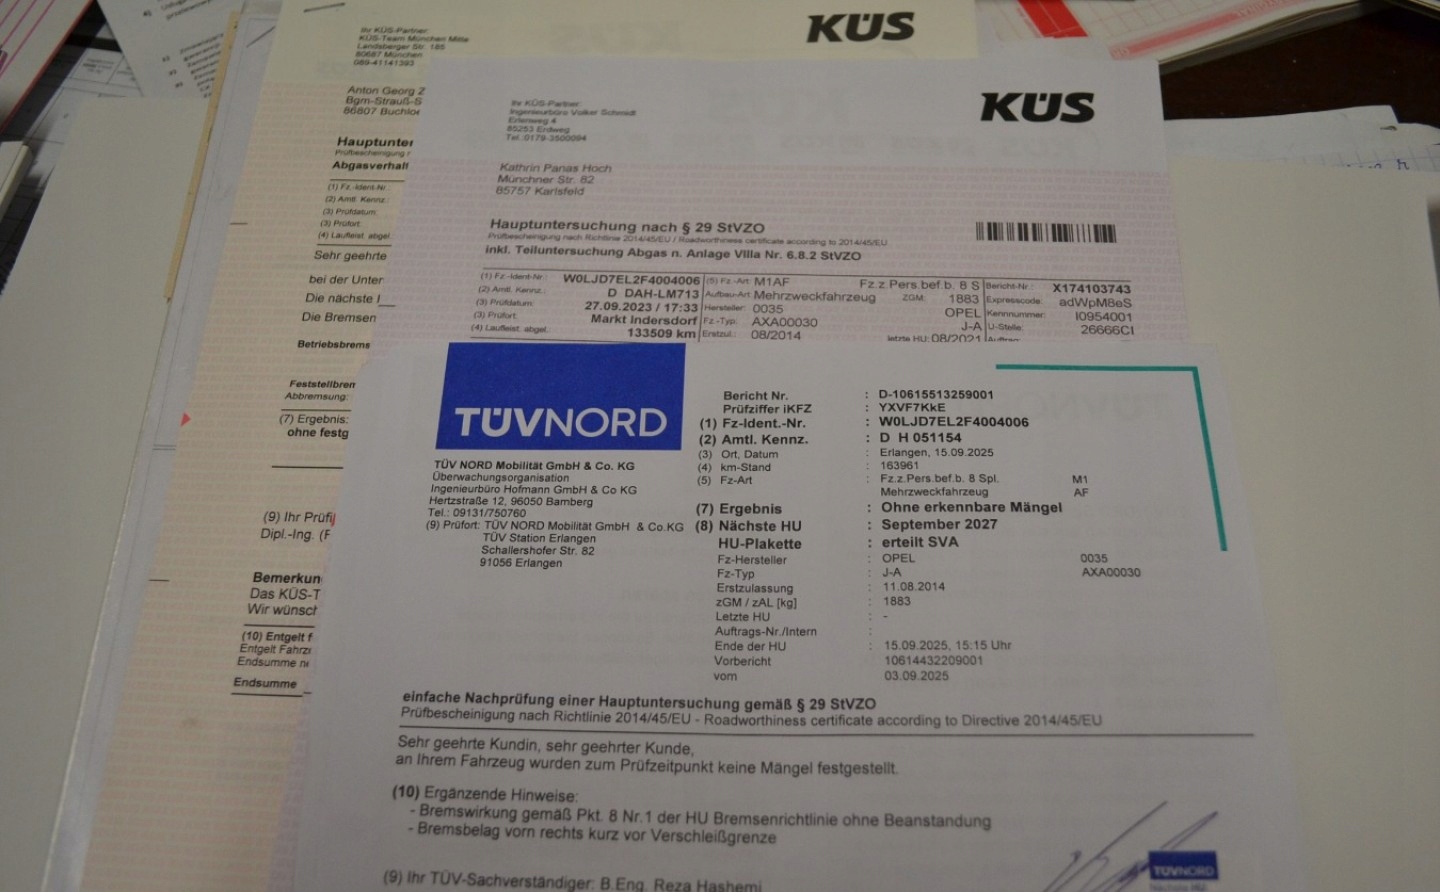 Ihr KÜS-Partner:
KÜS-Team München Mitte
Landsberger Str. 185
80687 München
089-41141393
KÜS
Anton Georg Z
Bgm-Strauß-S
86807 Buchloe
Hauptunter
Prüfbescheinigung
Abgasverhalt
(1) Fz.-Ident-Nr.
(2) Amtl. Kennz.
(3) Prüfdatum:
(3) Prüfort:
(4) Laufleist. abgel.
Sehr geehrte
bei der Unter
Die nächste
Die Bremsen
Betriebsbrems
Feststellbrem
Abbremsung:
(7) Ergebnis:
ohne festg
(9) Ihr Prüfi
Dipl.-Ing. (F
Bemerkun
Das KÜS-T
Wir wünsch
(10) Entgelt f
Entgelt Fahrz
Endsumme ne
Endsumme
Ihr KÜS-Partner:
Ingenieurbüro Volker Schmidt
Erlenweg 4
85253 Erdweg
Tel.:0179-3500094
KÜS
Kathrin Panas Hoch
Münchner Str. 82
85757 Karlsfeld
Hauptuntersuchung nach § 29 StVZO
Prüfbescheinigung nach Richtlinie 2014/45/EU / Roadworthiness certificate according to 2014/45/EU
inkl. Teiluntersuchung Abgas n. Anlage VIIIa Nr. 6.8.2 StVZO
(1) Fz.-Ident-Nr.: W0LJD7EL2F4004006 (5) Fz.-Art M1AF Fz.z.Pers.bef.b. 8 S Bericht-Nr.: X174103743
(2) Amtl. Kennz.: D DAH-LM713 Aufbau-Art Mehrzweckfahrzeug ZGM: 1883 Expresscode: adWpM8eS
(3) Prüfdatum: 27.09.2023 / 17:33 Hersteller: 0035 OPEL Kennnummer: I0954001
(3) Prüfort: Markt Indersdorf Fz.-Typ: AXA00030 J-A U-Stelle: 26666CI
(4) Laufleist. abgel. 133509 km Erstzul.: 08/2014 letzte HU: 08/2021
TÜVNORD
TÜV NORD Mobilität GmbH & Co. KG
Überwachungsorganisation
Ingenieurbüro Hofmann GmbH & Co KG
Hertzstraße 12, 96050 Bamberg
Tel.: 09131/750760
(9) Prüfort: TÜV NORD Mobilität GmbH & Co.KG
TÜV Station Erlangen
Schallershofer Str. 82
91056 Erlangen
Bericht Nr. : D-10615513259001
Prüfziffer iKFZ : YXVF7KkE
(1) Fz-Ident.-Nr. : W0LJD7EL2F4004006
(2) Amtl. Kennz. : D H 051154
(3) Ort, Datum : Erlangen, 15.09.2025
(4) km-Stand : 163961
(5) Fz-Art : Fz.z.Pers.bef.b. 8 Spl. M1
Mehrzweckfahrzeug AF
(7) Ergebnis : Ohne erkennbare Mängel
(8) Nächste HU : September 2027
HU-Plakette : erteilt SVA
Fz-Hersteller : OPEL 0035
Fz-Typ : J-A AXA00030
Erstzulassung : 11.08.2014
zGM / zAL [kg] : 1883
Letzte HU : -
Auftrags-Nr./Intern :
Ende der HU : 15.09.2025, 15:15 Uhr
Vorbericht : 10614432209001
vom : 03.09.2025
einfache Nachprüfung einer Hauptuntersuchung gemäß § 29 StVZO
Prüfbescheinigung nach Richtlinie 2014/45/EU - Roadworthiness certificate according to Directive 2014/45/EU
Sehr geehrte Kundin, sehr geehrter Kunde,
an Ihrem Fahrzeug wurden zum Prüfzeitpunkt keine Mängel festgestellt.
(10) Ergänzende Hinweise:
- Bremswirkung gemäß Pkt. 8 Nr.1 der HU Bremsenrichtlinie ohne Beanstandung
- Bremsbelag vorn rechts kurz vor Verschleißgrenze
(9) Ihr TÜV-Sachverständiger: B.Eng. Reza Hashemi
TÜVNORD
Nächste HU